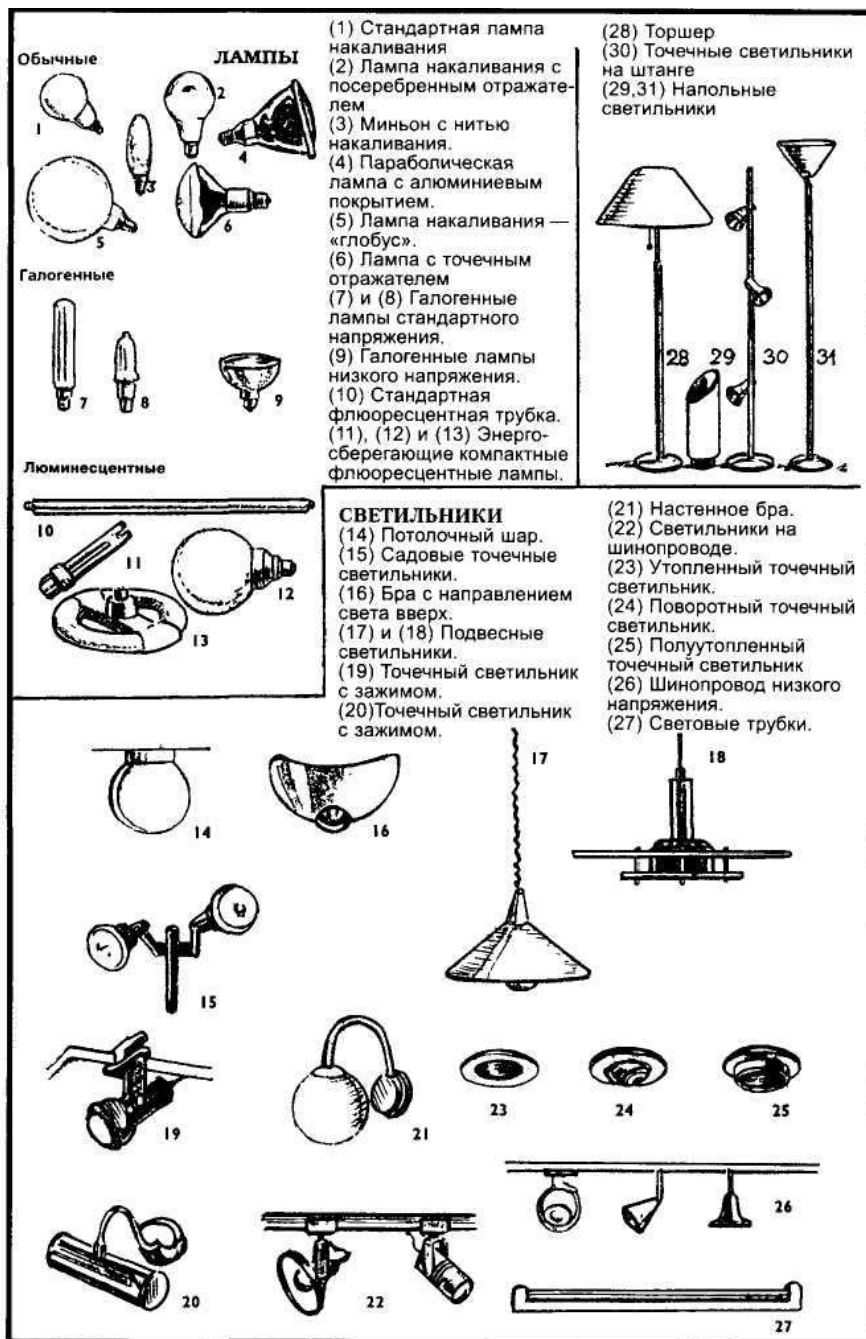 Обычные
ЛАМПЫ
1
2
3
4
5
6
Галогенные
7
8
9
Люминесцентные
10
11
12
13
(1) Стандартная лампа
накаливания
(2) Лампа накаливания с
посеребренным отражате-
лем
(3) Миньон с нитью
накаливания.
(4) Параболическая
лампа с алюминиевым
покрытием.
(5) Лампа накаливания —
«глобус».
(6) Лампа с точечным
отражателем
(7) и (8) Галогенные
лампы стандартного
напряжения.
(9) Галогенные лампы
низкого напряжения.
(10) Стандартная
флюоресцентная трубка.
(11), (12) и (13) Энерго-
сберегающие компактные
флюоресцентные лампы.
(28) Торшер
(30) Точечные светильники
на штанге
(29,31) Напольные
светильники
28
29
30
31
СВЕТИЛЬНИКИ
(14) Потолочный шар.
(15) Садовые точечные
светильники.
(16) Бра с направлением
света вверх.
(17) и (18) Подвесные
светильники.
(19) Точечный светильник
с зажимом.
(20)Точечный светильник
с зажимом.
(21) Настенное бра.
(22) Светильники на
шинопроводе.
(23) Утопленный точечный
светильник.
(24) Поворотный точечный
светильник.
(25) Полуутопленный
точечный светильник
(26) Шинопровод низкого
напряжения.
(27) Световые трубки.
14
16
17
18
15
19
21
23
24
25
20
22
26
27